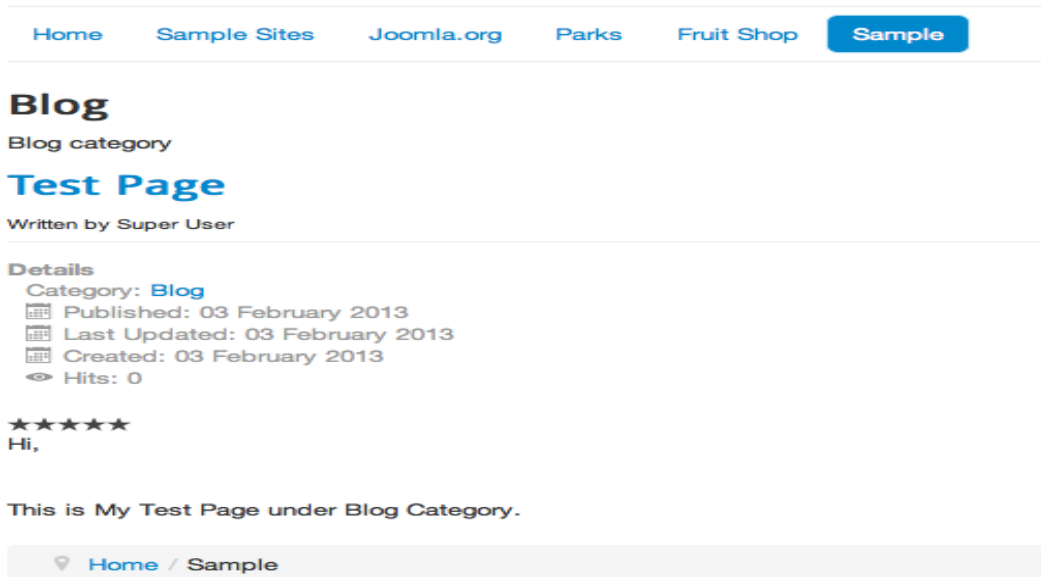 Home Sample Sites Joomla.org Parks Fruit Shop Sample
Blog
Blog category
Test Page
Written by Super User
Details
Category: Blog
Published: 03 February 2013
Last Updated: 03 February 2013
Created: 03 February 2013
Hits: 0
★★★★★
Hi,
This is My Test Page under Blog Category.
Home / Sample